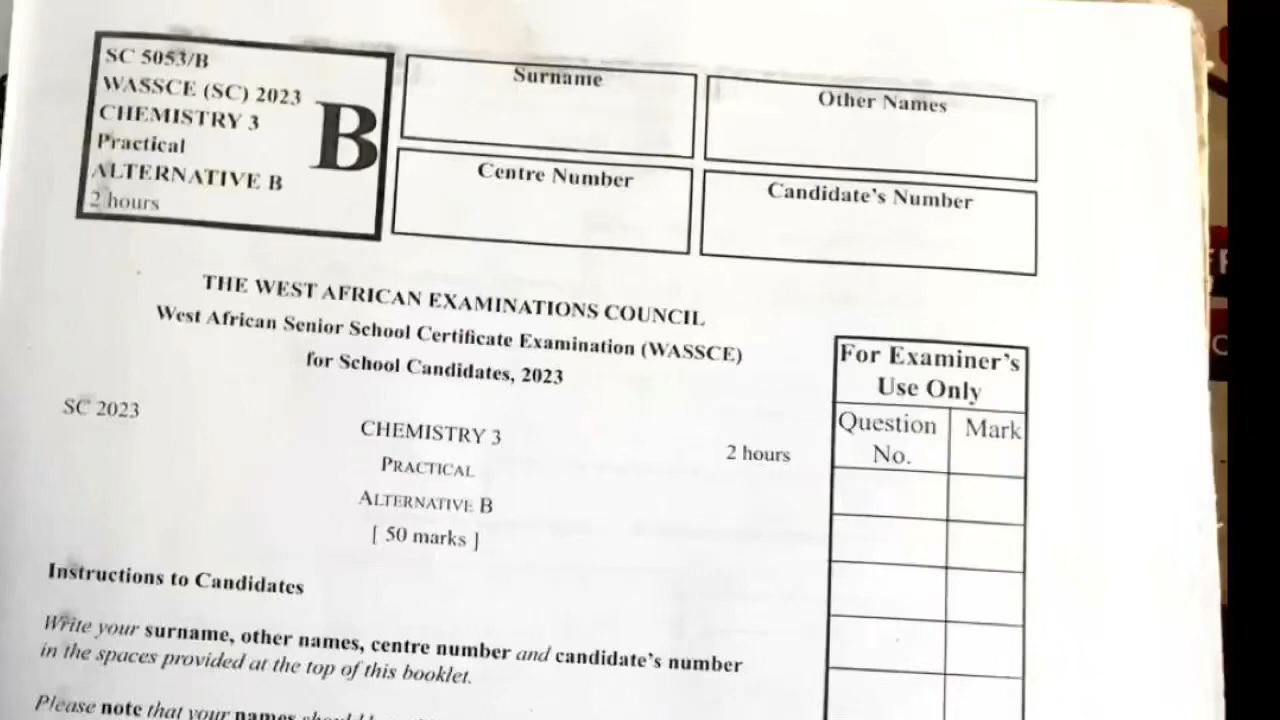 SC 5053/B
WASSCE (SC) 2023
CHEMISTRY 3
Practical
ALTERNATIVE B
2 hours
B
Surname
Other Names
Centre Number
Candidate's Number
THE WEST AFRICAN EXAMINATIONS COUNCIL
West African Senior School Certificate Examination (WASSCE)
for School Candidates, 2023
SC 2023
CHEMISTRY 3
2 hours
PRACTICAL
ALTERNATIVE B
[ 50 marks ]
For Examiner's
Use Only
Question
No.
Mark
Instructions to Candidates
Write your surname, other names, centre number and candidate's number
in the spaces provided at the top of this booklet.
Please note that your names should